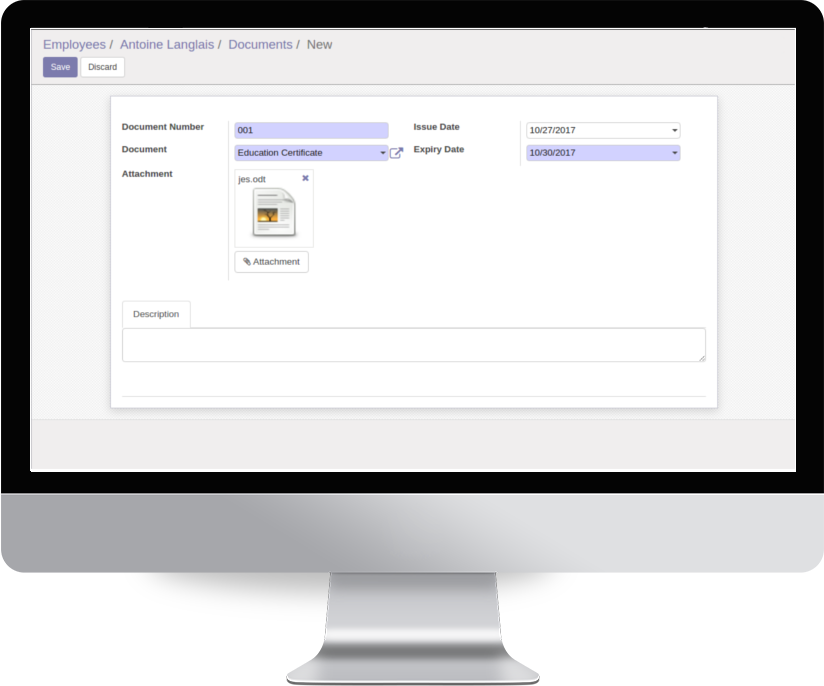 Employees / Antoine Langlais / Documents / New
Save Discard
Document Number 001 Issue Date 10/27/2017
Document Education Certificate Expiry Date 10/30/2017
Attachment jes.odt
Attachment
Description